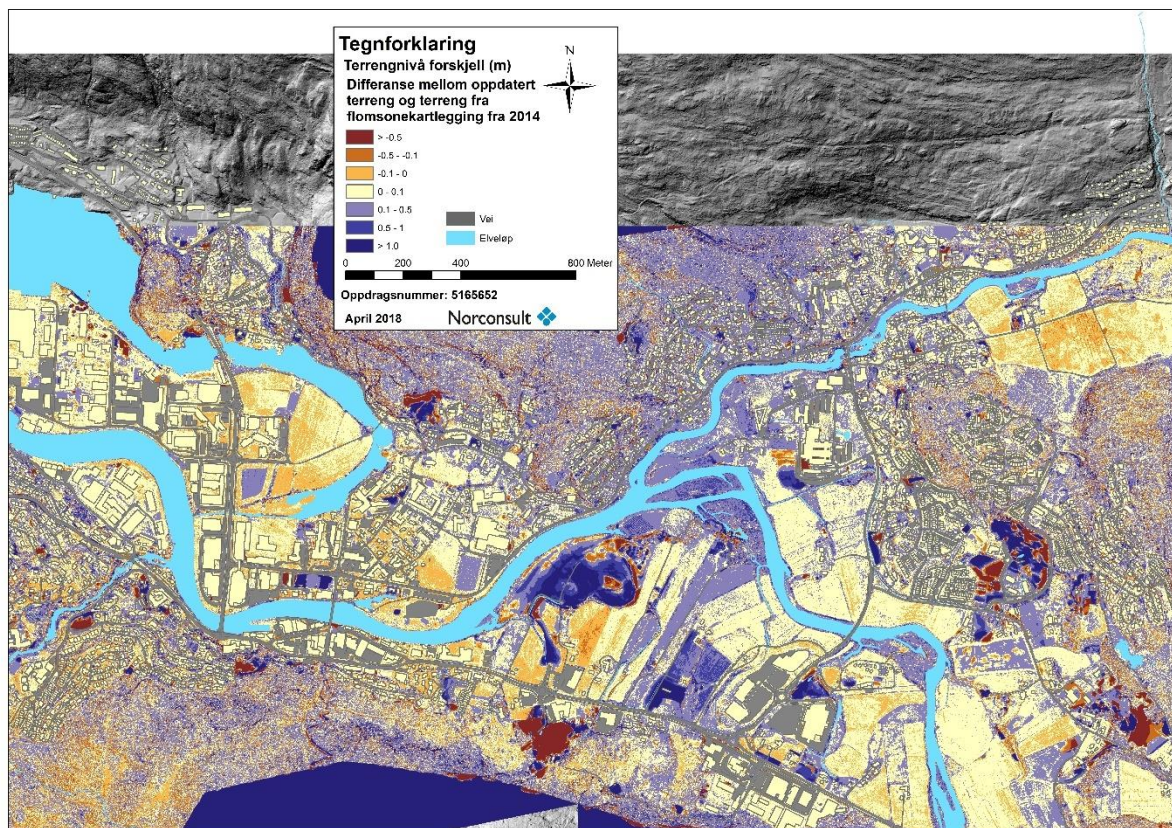 Tegnforklaring
N
Terrengnivå forskjell (m)
Differanse mellom oppdatert
terreng og terreng fra
flomsonekartlegging fra 2014
> -0.5
-0.5 - -0.1
-0.1 - 0
0 - 0.1
0.1 - 0.5
0.5 - 1
> 1.0
Vei
Elveløp
0 200 400 800 Meter
Oppdragsnummer: 5165652
April 2018 Norconsult